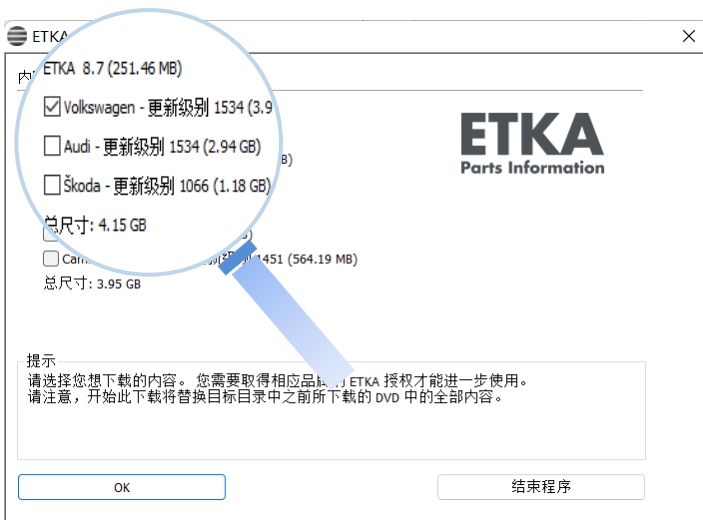 ETKA
内
ETKA 8.7 (251.46 MB)
Volkswagen - 更新级别 1534 (3.9
Audi - 更新级别 1534 (2.94 GB)
B)
Škoda - 更新级别 1066 (1.18 GB)
总尺寸: 4.15 GB
1451 (564.19 MB)
总尺寸: 3.95 GB
ETKA
Parts Information
提示
请选择您想下载的内容。 您需要取得相应品 ETKA 授权才能进一步使用。
请注意，开始此下载将替换目标目录中之前所下载的 DVD 中的全部内容。
OK
结束程序